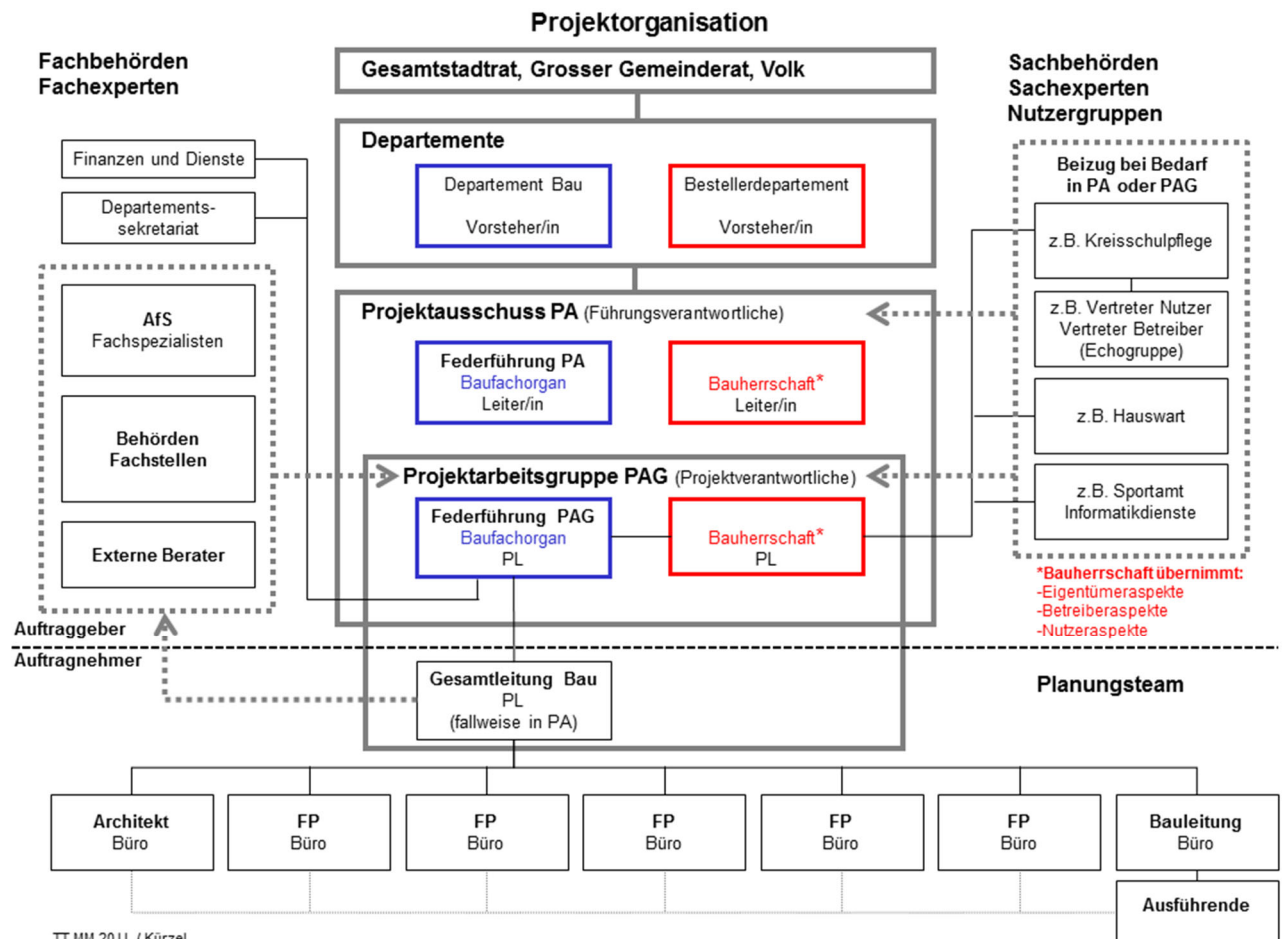 Projektorganisation
Fachbehörden
Fachexperten
Gesamtstadtrat, Grosser Gemeinderat, Volk
Sachbehörden
Sachexperten
Nutzergruppen
Finanzen und Dienste
Departements-
sekretariat
Departemente
Departement Bau
Vorsteher/in
Bestellerdepartement
Vorsteher/in
Beizug bei Bedarf
in PA oder PAG
z.B. Kreisschulpflege
z.B. Vertreter Nutzer
Vertreter Betreiber
(Echogruppe)
z.B. Hauswart
z.B. Sportamt
Informatikdienste
AfS
Fachspezialisten
Behörden
Fachstellen
Externe Berater
Projektausschuss PA (Führungsverantwortliche)
Federführung PA
Baufachorgan
Leiter/in
Bauherrschaft*
Leiter/in
Projektarbeitsgruppe PAG (Projektverantwortliche)
Federführung PAG
Baufachorgan
PL
Bauherrschaft*
PL
*Bauherrschaft übernimmt:
-Eigentümeraspekte
-Betreiberaspekte
-Nutzeraspekte
Auftraggeber
Auftragnehmer
Gesamtleitung Bau
PL
(fallweise in PA)
Planungsteam
Architekt
Büro
FP
Büro
FP
Büro
FP
Büro
FP
Büro
FP
Büro
Bauleitung
Büro
Ausführende